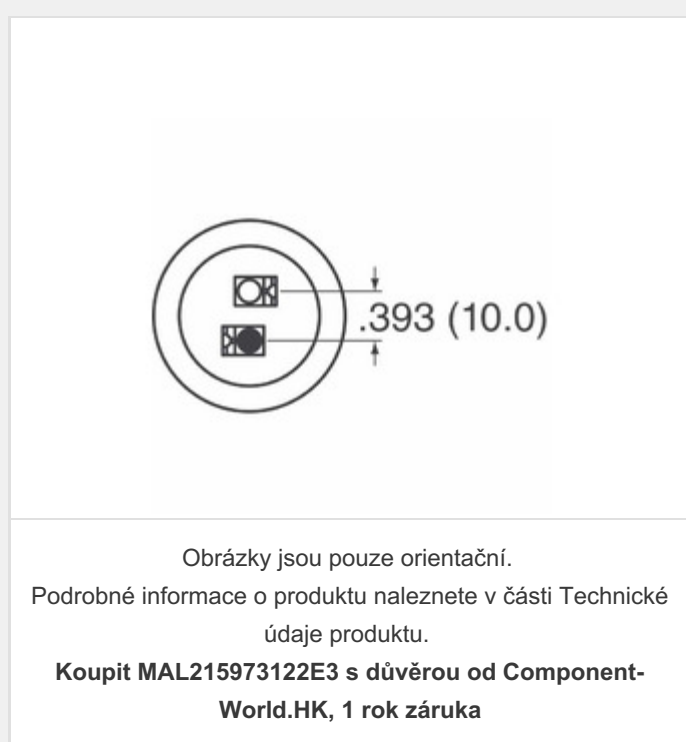 .393 (10.0)
Obrázky jsou pouze orientační.
Podrobné informace o produktu naleznete v části Technické
údaje produktu.
Koupit MAL215973122E3 s důvěrou od Component-
World.HK, 1 rok záruka